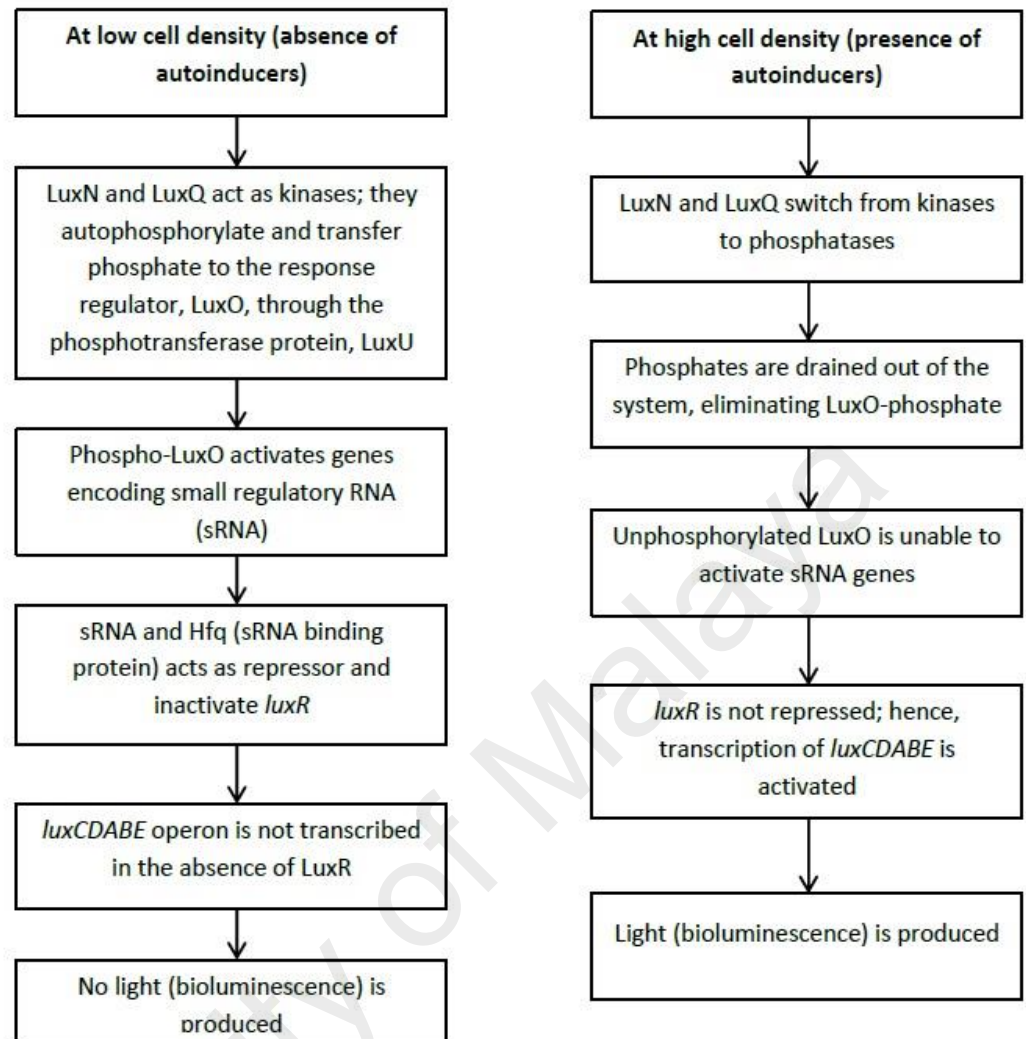 At low cell density (absence of
autoinducers)
LuxN and LuxQ act as kinases; they
autophosphorylate and transfer
phosphate to the response
regulator, LuxO, through the
phosphotransferase protein, LuxU
Phospho-LuxO activates genes
encoding small regulatory RNA
(sRNA)
sRNA and Hfq (sRNA binding
protein) acts as repressor and
inactivate luxR
luxCDABE operon is not transcribed
in the absence of LuxR
No light (bioluminescence) is
produced
At high cell density (presence of
autoinducers)
LuxN and LuxQ switch from kinases
to phosphatases
Phosphates are drained out of the
system, eliminating LuxO-phosphate
Unphosphorylated LuxO is unable to
activate sRNA genes
luxR is not repressed; hence,
transcription of luxCDABE is
activated
Light (bioluminescence) is produced
of Malaya